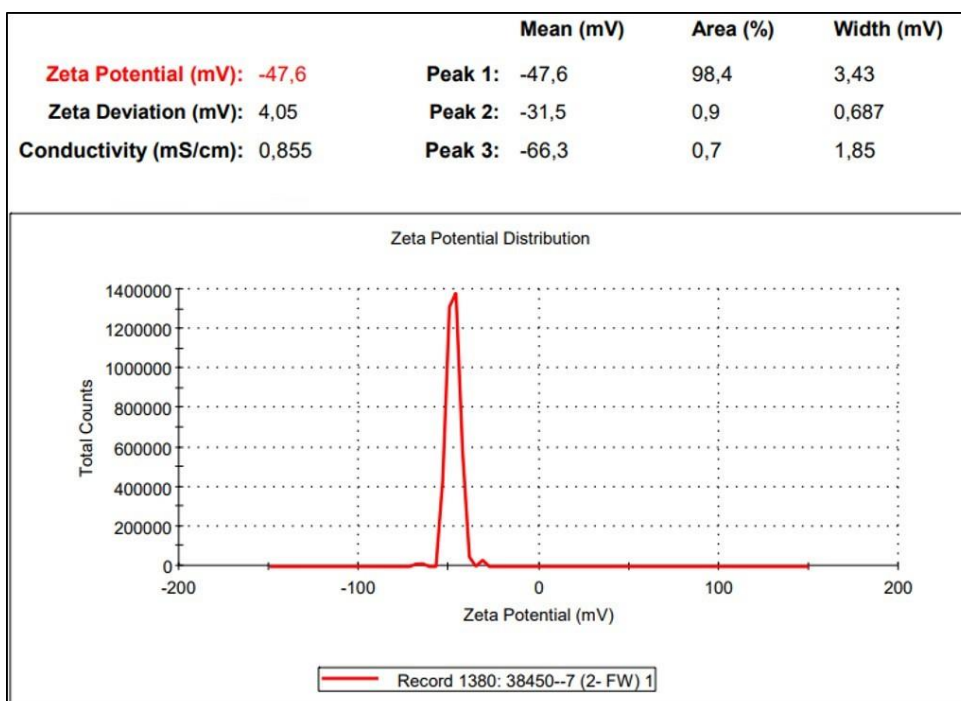 Mean (mV) Area (%) Width (mV)
Zeta Potential (mV): -47,6 Peak 1: -47,6 98,4 3,43
Zeta Deviation (mV): 4,05 Peak 2: -31,5 0,9 0,687
Conductivity (mS/cm): 0,855 Peak 3: -66,3 0,7 1,85
Zeta Potential Distribution
1400000
1200000
1000000
800000
600000
400000
200000
0
Total Counts
-200 -100 0 100 200
Zeta Potential (mV)
Record 1380: 38450--7 (2- FW) 1